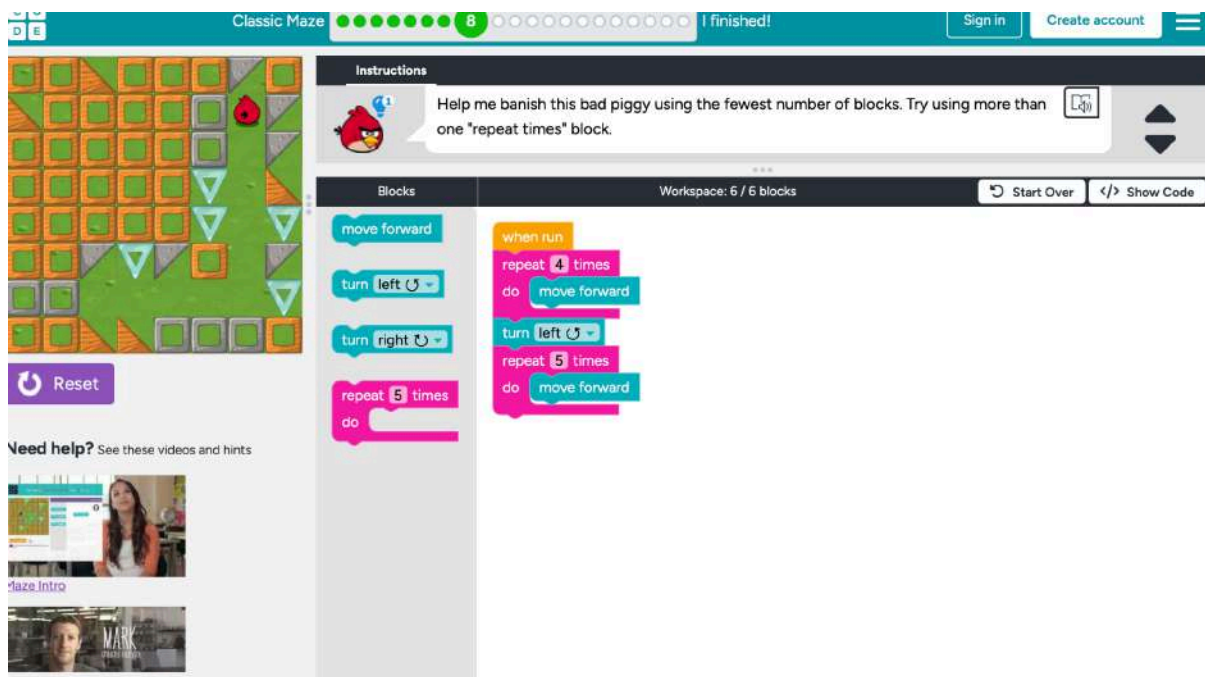 C O
D E
Classic Maze
8
I finished!
Sign in
Create account
Instructions
1
Help me banish this bad piggy using the fewest number of blocks. Try using more than
one "repeat times" block.
Blocks
Workspace: 6 / 6 blocks
Start Over
</> Show Code
move forward
turn left
turn right
repeat 5 times
do
when run
repeat 4 times
do move forward
turn left
repeat 5 times
do move forward
Reset
Need help? See these videos and hints
Maze Intro
MARK